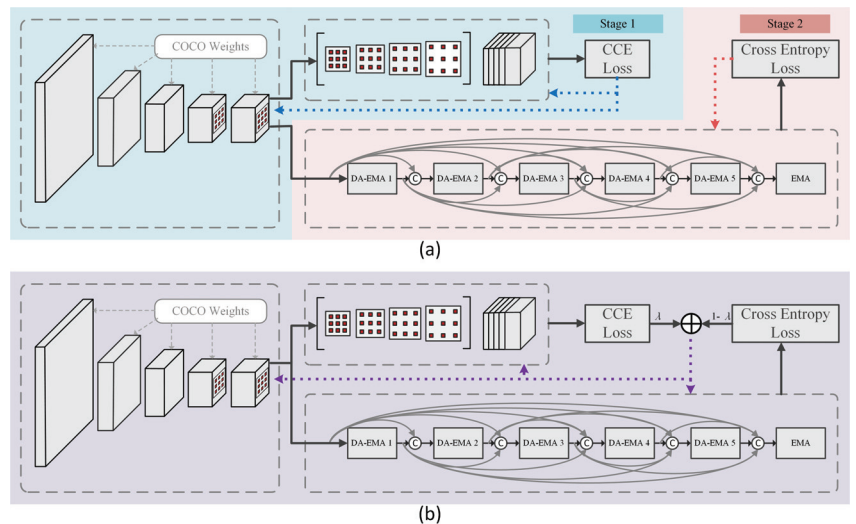 Stage 1
Stage 2
COCO Weights
CCE
Loss
Cross Entropy
Loss
DA-EMA 1
C
DA-EMA 2
C
DA-EMA 3
C
DA-EMA 4
C
DA-EMA 5
C
EMA
(a)
COCO Weights
CCE
Loss
λ
1- λ
Cross Entropy
Loss
DA-EMA 1
C
DA-EMA 2
C
DA-EMA 3
C
DA-EMA 4
C
DA-EMA 5
C
EMA
(b)